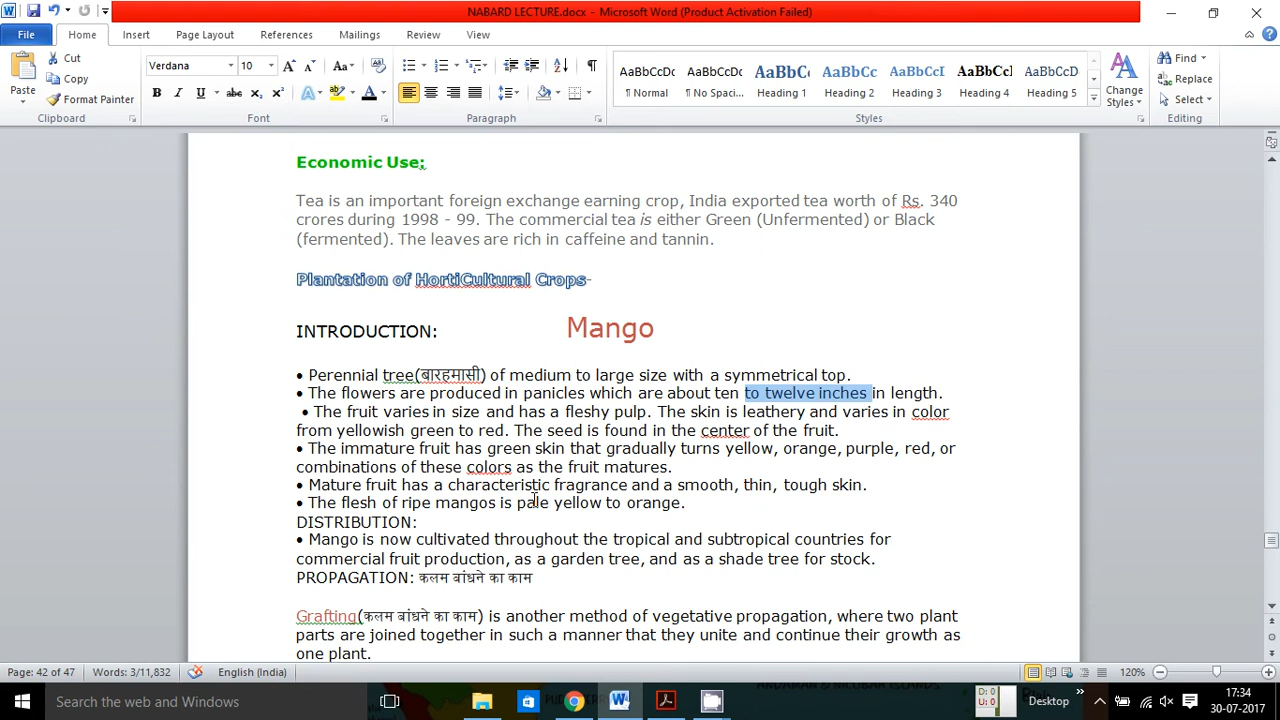 NABARD LECTURE.docx - Microsoft Word (Product Activation Failed)
File Home Insert Page Layout References Mailings Review View
Paste Cut Copy Format Painter
Verdana 10
AaBbCcDc AaBbCcDc AaBbCc AaBbCc AaBbCcI AaBbCcI AaBbCcDc
¶ Normal ¶ No Spaci... Heading 1 Heading 2 Heading 3 Heading 4 Heading 5
Change Styles
Find Replace Select
Clipboard Font Paragraph Styles Editing
Economic Use;
Tea is an important foreign exchange earning crop, India exported tea worth of Rs. 340
crores during 1998 - 99. The commercial tea is either Green (Unfermented) or Black
(fermented). The leaves are rich in caffeine and tannin.
Plantation of HortiCultural Crops-
INTRODUCTION: Mango
• Perennial tree(बारहमासी) of medium to large size with a symmetrical top.
• The flowers are produced in panicles which are about ten to twelve inches in length.
• The fruit varies in size and has a fleshy pulp. The skin is leathery and varies in color
from yellowish green to red. The seed is found in the center of the fruit.
• The immature fruit has green skin that gradually turns yellow, orange, purple, red, or
combinations of these colors as the fruit matures.
• Mature fruit has a characteristic fragrance and a smooth, thin, tough skin.
• The flesh of ripe mangos is pale yellow to orange.
DISTRIBUTION:
• Mango is now cultivated throughout the tropical and subtropical countries for
commercial fruit production, as a garden tree, and as a shade tree for stock.
PROPAGATION: कलम बांधने का काम
Grafting(कलम बांधने का काम) is another method of vegetative propagation, where two plant
parts are joined together in such a manner that they unite and continue their growth as
one plant.
Page: 42 of 47 Words: 3/11,832 English (India) 120%
Search the web and Windows
D: 0
U: 0
Desktop
17:34
30-07-2017